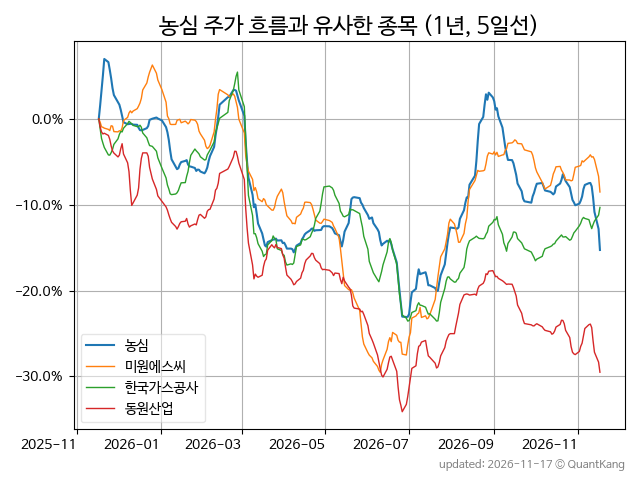 농심 주가 흐름과 유사한 종목 (1년, 5일선)
0.0%
−10.0%
−20.0%
−30.0%
농심
미원에스씨
한국가스공사
동원산업
2025-11 2026-01 2026-03 2026-05 2026-07 2026-09 2026-11
updated: 2026-11-17 © QuantKang